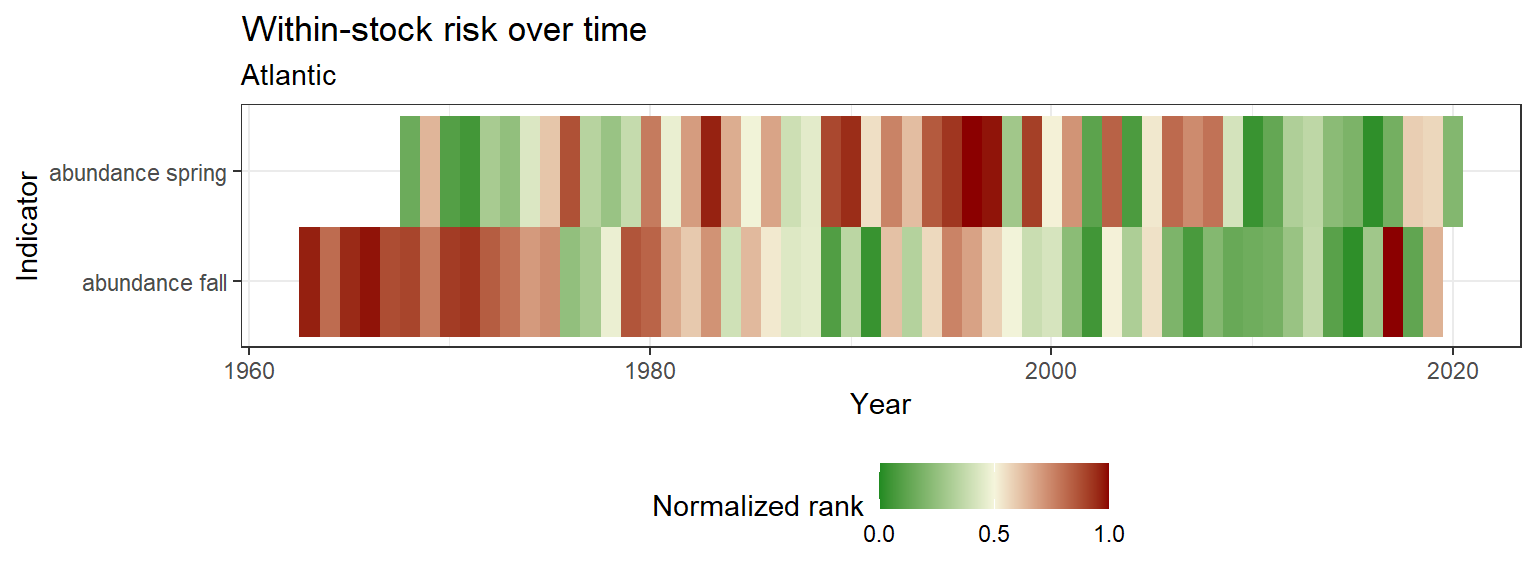 Within-stock risk over time
Atlantic
Indicator
abundance spring
abundance fall
1960 1980 2000 2020
Year
Normalized rank
0.0 0.5 1.0